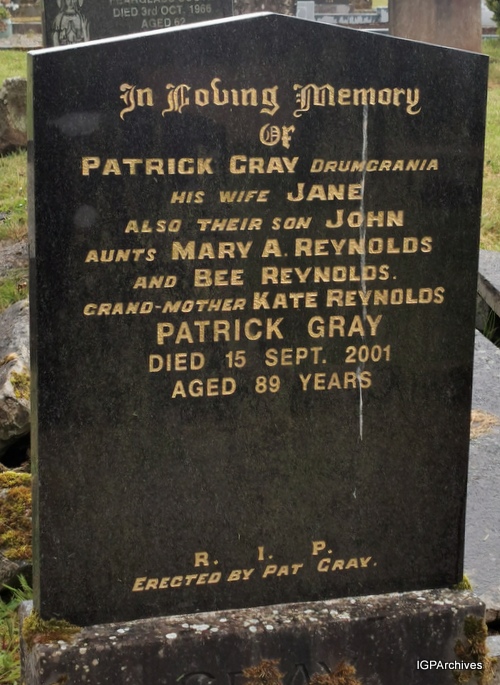 DIED 3rd OCT. 1968
AGED 62
In Loving Memory
Of
PATRICK GRAY DRUMGRANIA
HIS WIFE JANE
ALSO THEIR SON JOHN
AUNTS MARY A. REYNOLDS
AND BEE REYNOLDS.
GRAND-MOTHER KATE REYNOLDS
PATRICK GRAY
DIED 15 SEPT. 2001
AGED 89 YEARS
R. I. P.
ERECTED BY PAT GRAY.
IGPArchives